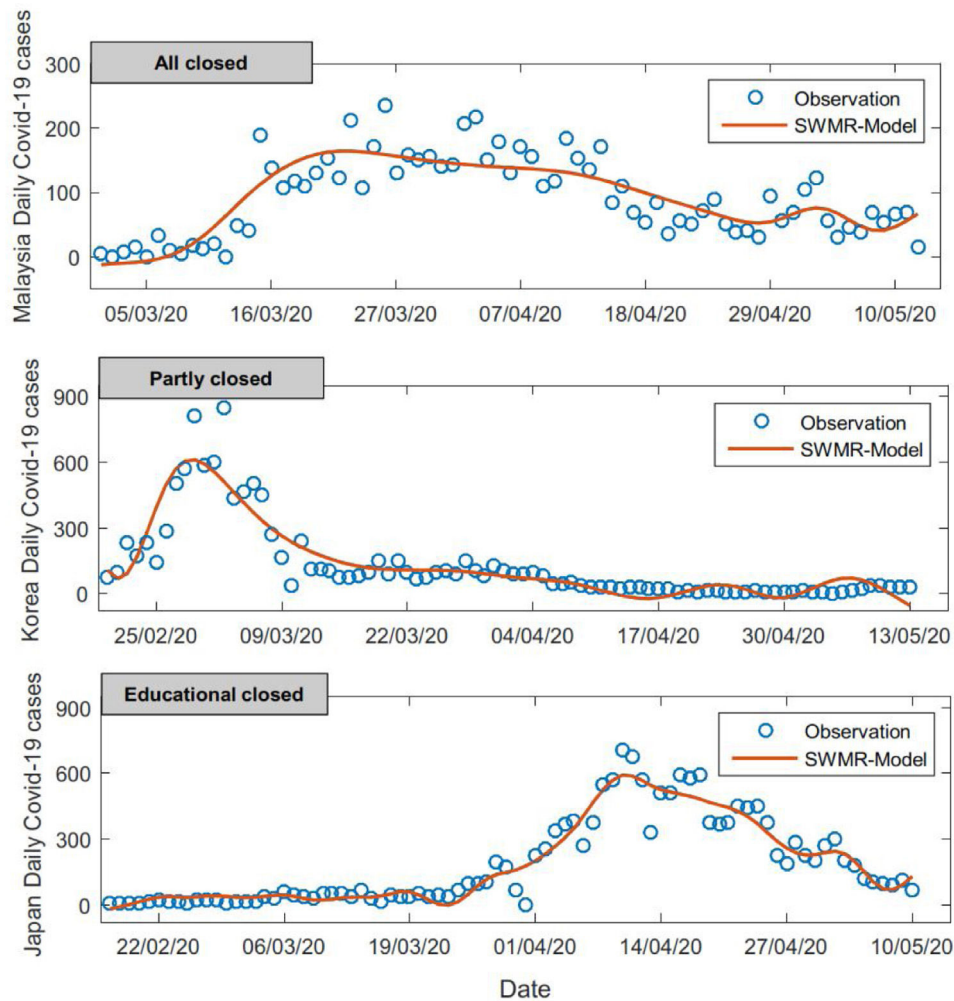 All closed
Malaysia Daily Covid-19 cases
300
200
100
0
Observation
SWMR-Model
05/03/20 16/03/20 27/03/20 07/04/20 18/04/20 29/04/20 10/05/20
Partly closed
Korea Daily Covid-19 cases
900
600
300
0
Observation
SWMR-Model
25/02/20 09/03/20 22/03/20 04/04/20 17/04/20 30/04/20 13/05/20
Educational closed
Japan Daily Covid-19 cases
900
600
300
0
Observation
SWMR-Model
22/02/20 06/03/20 19/03/20 01/04/20 14/04/20 27/04/20 10/05/20
Date